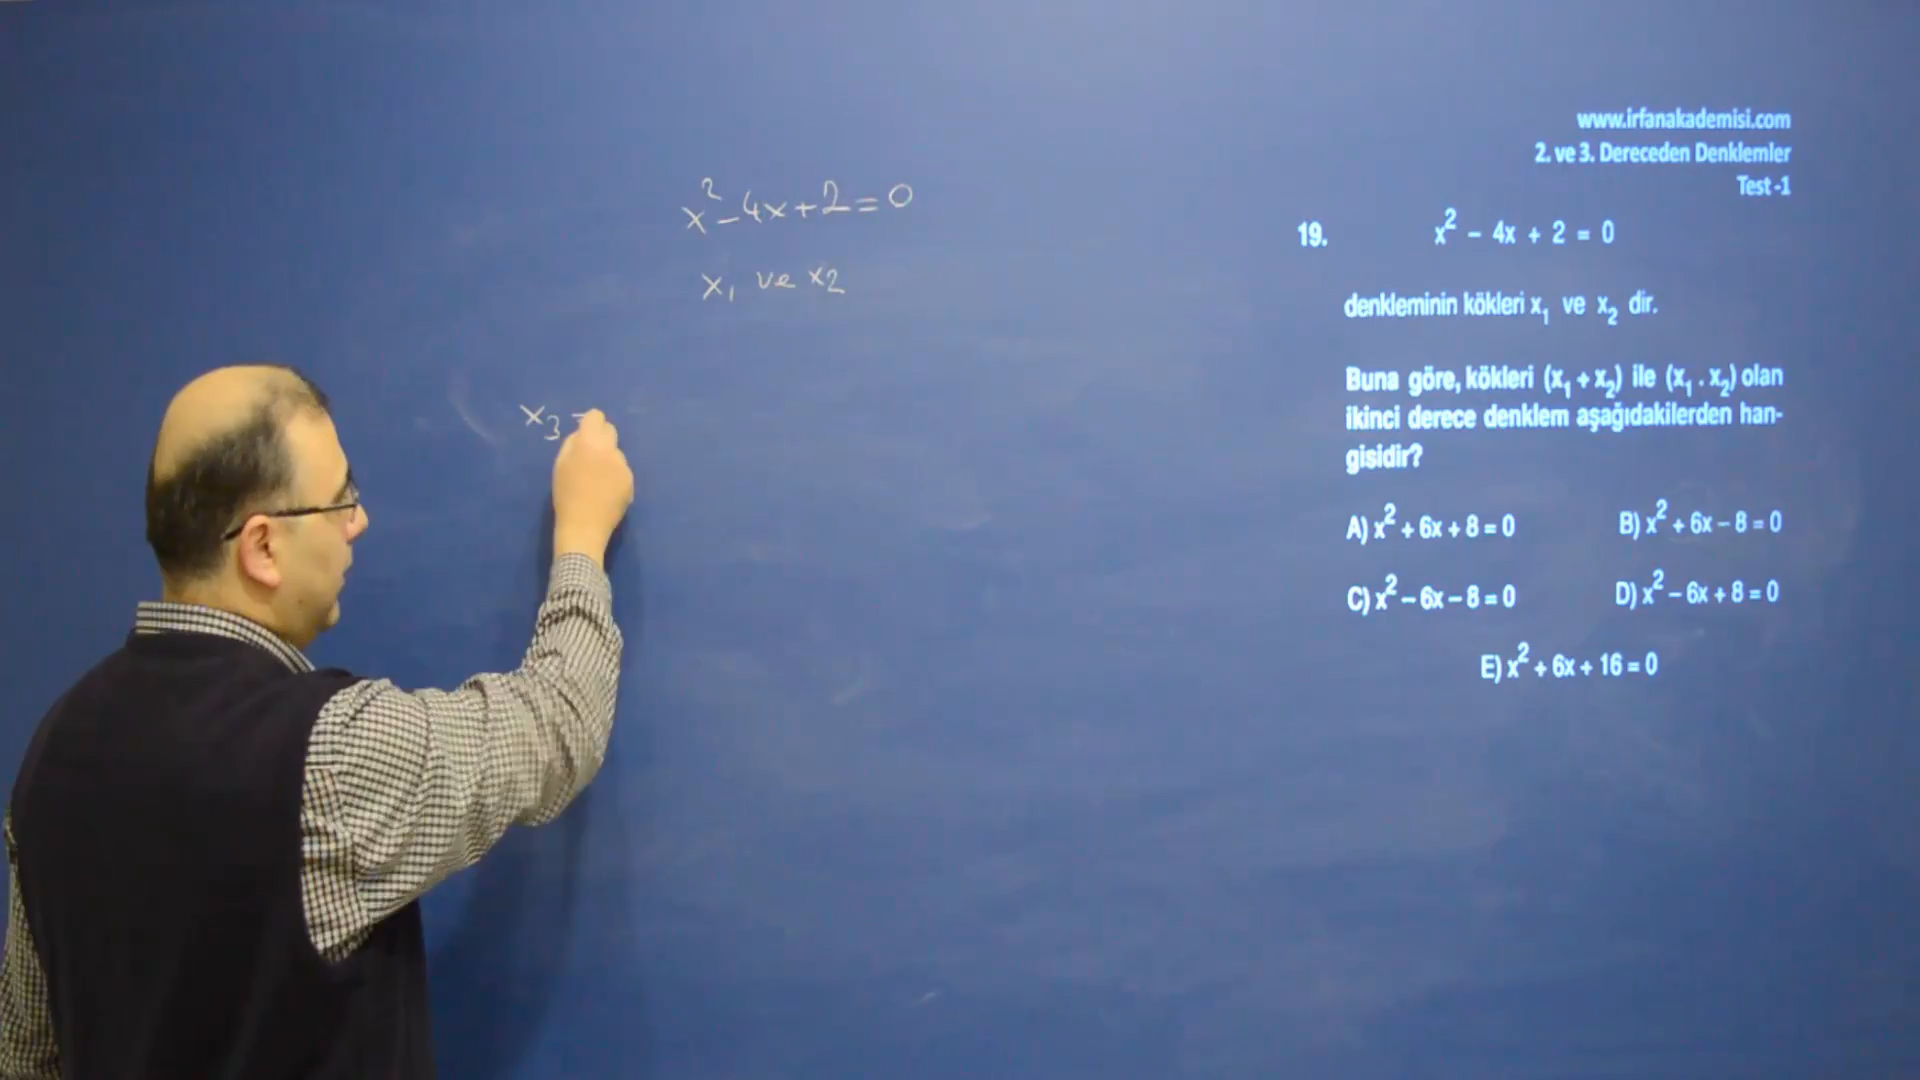 x² - 4x + 2 = 0
x₁ ve x₂
x₃ =
www.irfanakademisi.com
2. ve 3. Dereceden Denklemler
Test -1
19. x² - 4x + 2 = 0
denkleminin kökleri x₁ ve x₂ dir.
Buna göre, kökleri (x₁ + x₂) ile (x₁ . x₂) olan
ikinci derece denklem aşağıdakilerden han-
gisidir?
A) x² + 6x + 8 = 0 B) x² + 6x – 8 = 0
C) x² – 6x – 8 = 0 D) x² – 6x + 8 = 0
E) x² + 6x + 16 = 0